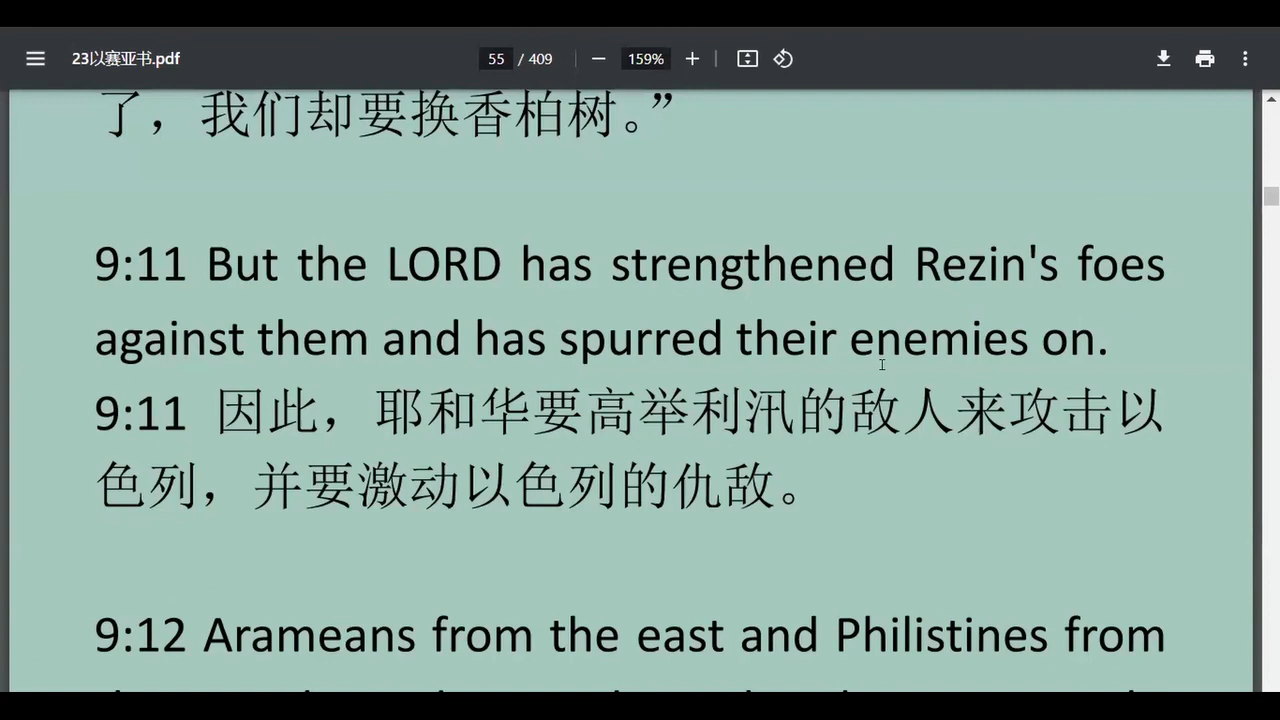 23以赛亚书.pdf
55 / 409
159%
了，我们却要换香柏树。”
9:11 But the LORD has strengthened Rezin's foes
against them and has spurred their enemies on.
9:11 因此，耶和华要高举利汛的敌人来攻击以
色列，并要激动以色列的仇敌。
9:12 Arameans from the east and Philistines from